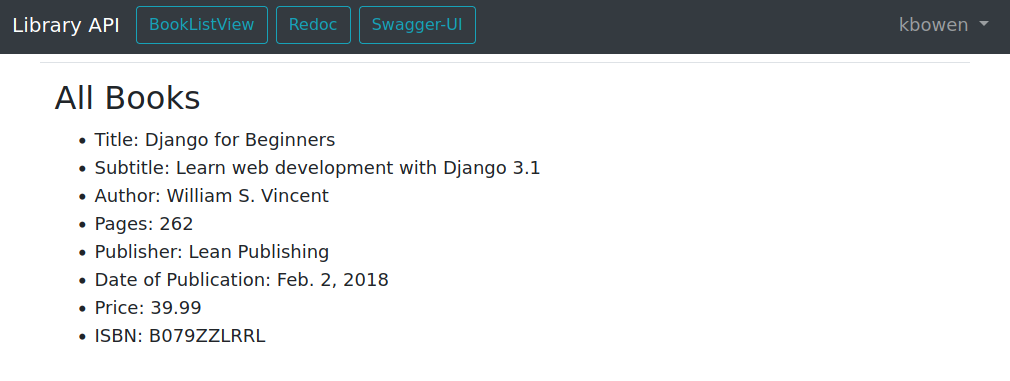 Library API BookListView Redoc Swagger-UI kbowen
All Books
Title: Django for Beginners
Subtitle: Learn web development with Django 3.1
Author: William S. Vincent
Pages: 262
Publisher: Lean Publishing
Date of Publication: Feb. 2, 2018
Price: 39.99
ISBN: B079ZZLRRL